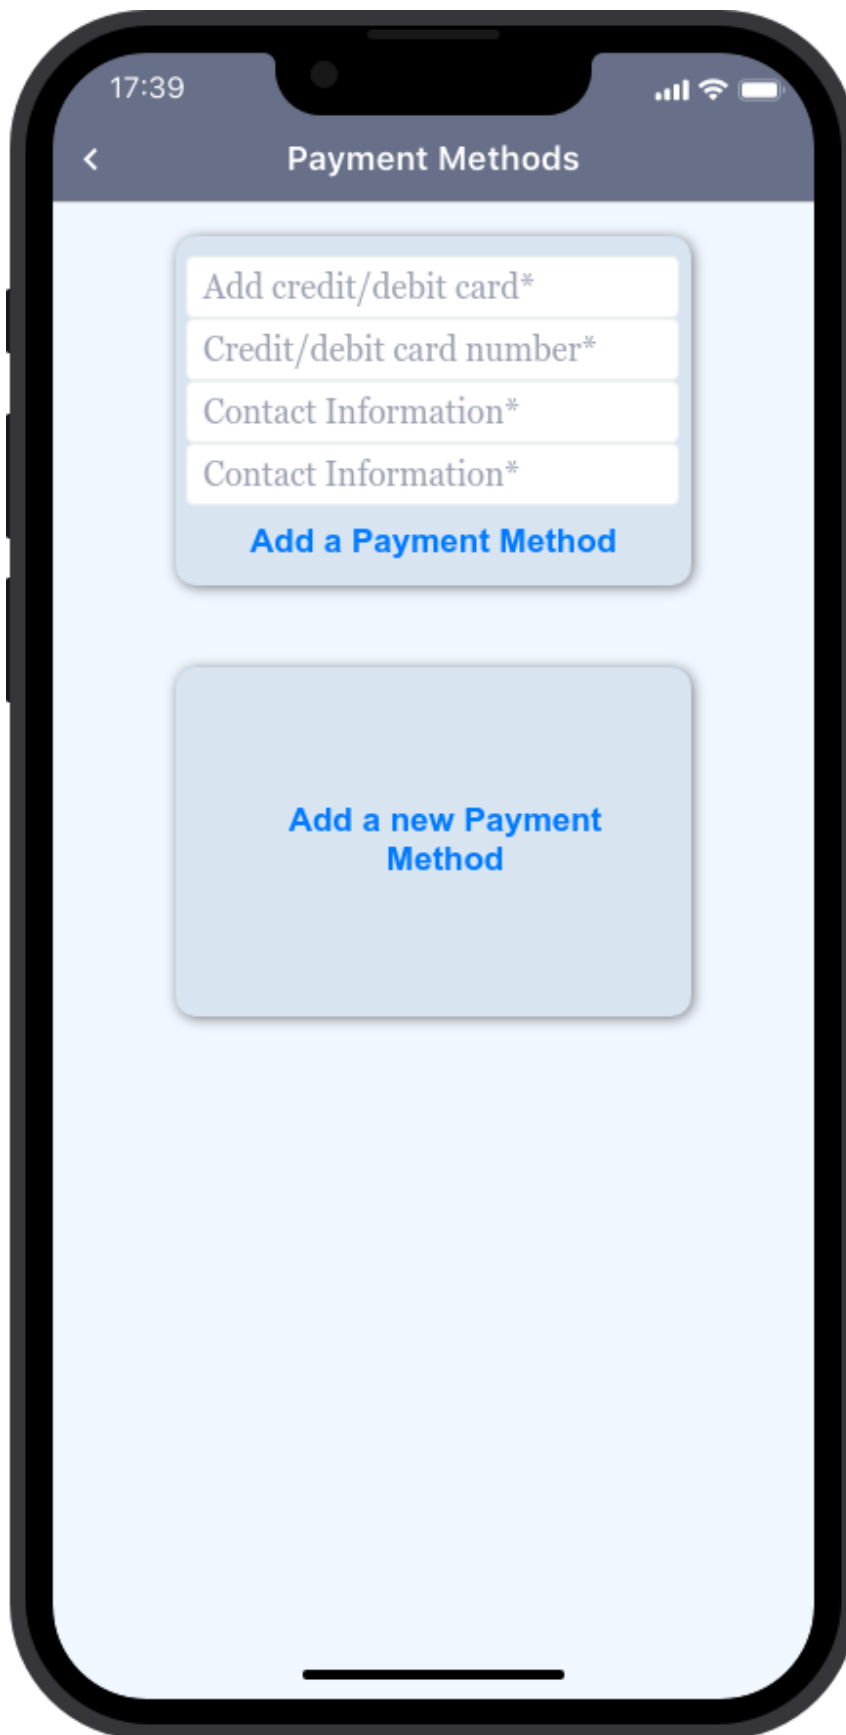 17:39
Payment Methods
Add credit/debit card*
Credit/debit card number*
Contact Information*
Contact Information*
Add a Payment Method
Add a new Payment
Method